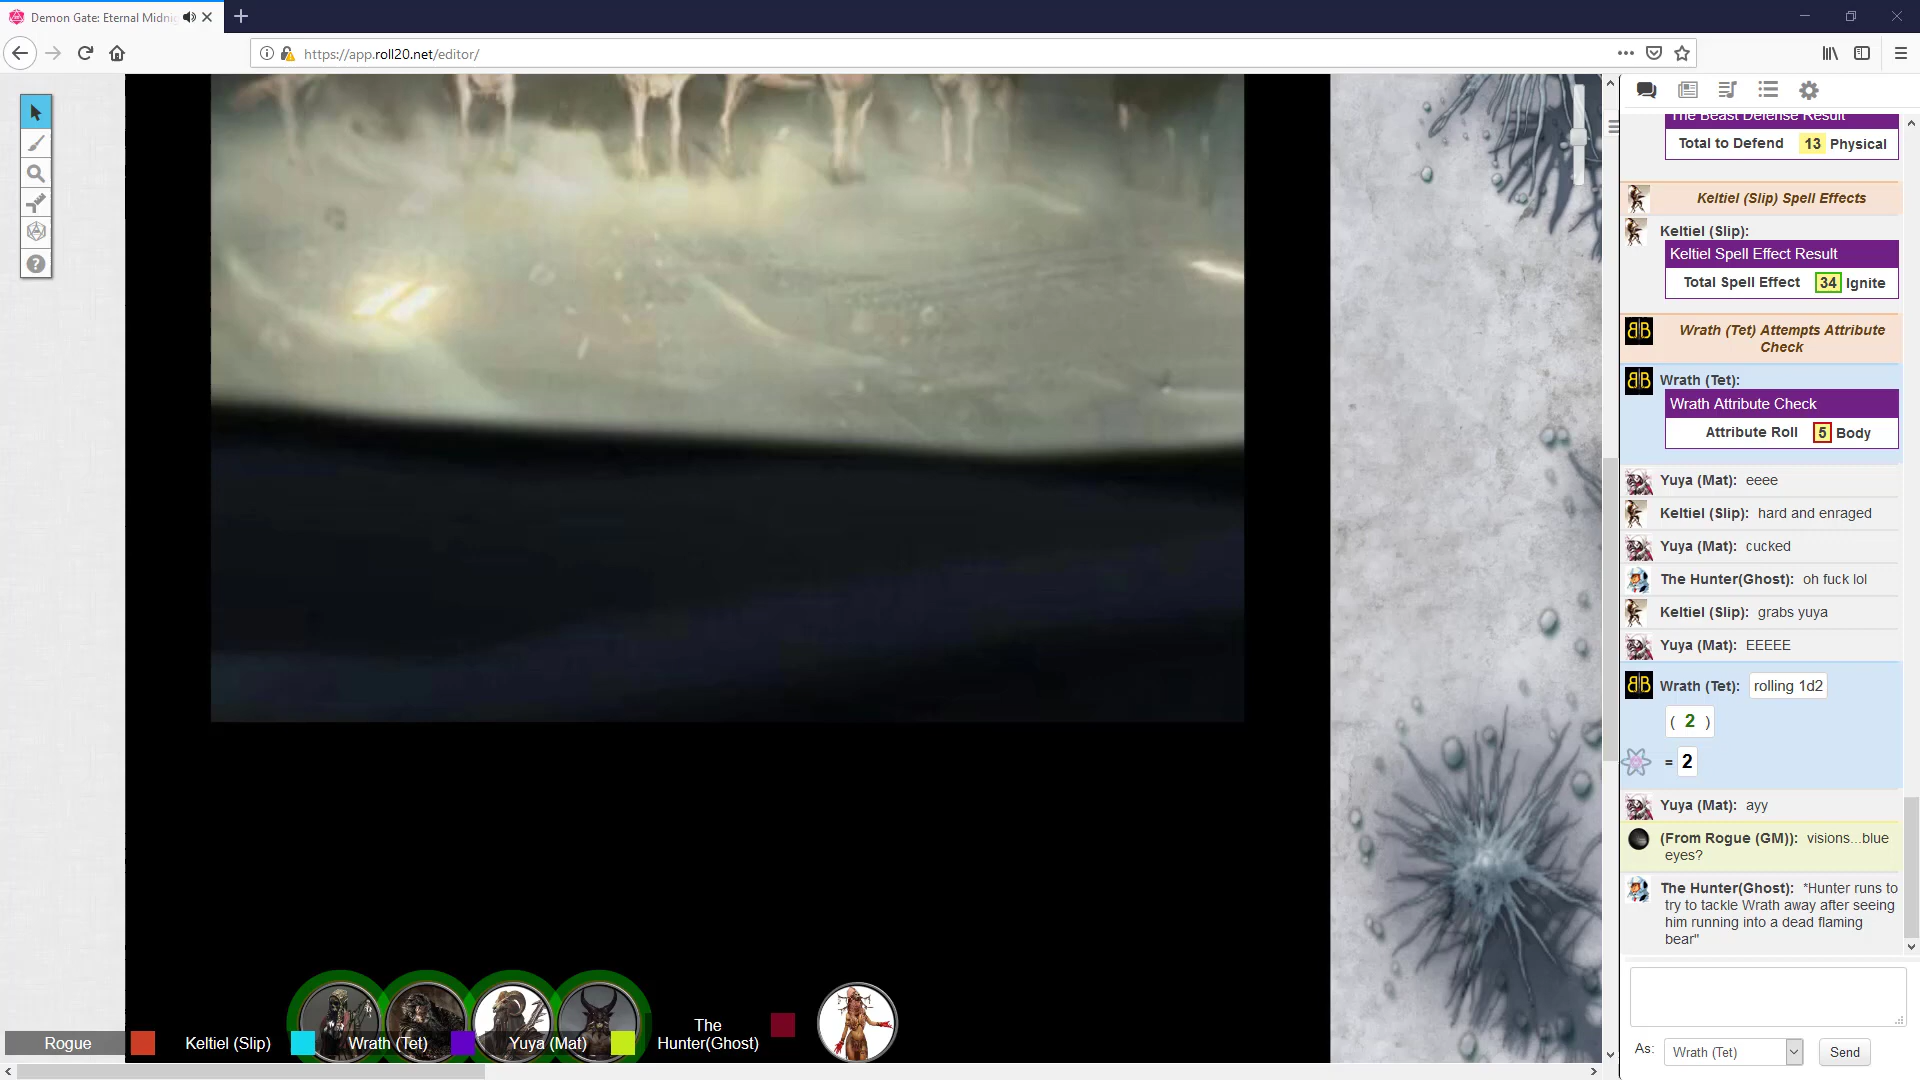 Demon Gate: Eternal Midni
https://app.roll20.net/editor/
The Beast Defense Result
Total to Defend 13 Physical
Keltiel (Slip) Spell Effects
Keltiel (Slip):
Keltiel Spell Effect Result
Total Spell Effect 34 Ignite
Wrath (Tet) Attempts Attribute
Check
Wrath (Tet):
Wrath Attribute Check
Attribute Roll 5 Body
Yuya (Mat): eeee
Keltiel (Slip): hard and enraged
Yuya (Mat): cucked
The Hunter(Ghost): oh fuck lol
Keltiel (Slip): grabs yuya
Yuya (Mat): EEEEE
Wrath (Tet): rolling 1d2
( 2 )
= 2
Yuya (Mat): ayy
(From Rogue (GM)): visions...blue
eyes?
The Hunter(Ghost): *Hunter runs to
try to tackle Wrath away after seeing
him running into a dead flaming
bear"
As: Wrath (Tet) Send
Rogue
Keltiel (Slip)
Wrath (Tet)
Yuya (Mat)
The
Hunter(Ghost)